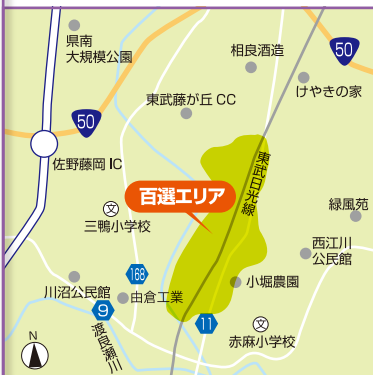 県南
大規模公園
相良酒造
50
けやきの家
東武藤が丘 CC
50
佐野藤岡 IC
東武日光線
百選エリア
緑風苑
文
三鴨小学校
西江川
公民館
168
川沼公民館
由倉工業
小堀農園
9
11
渡良瀬川
文
赤麻小学校
N